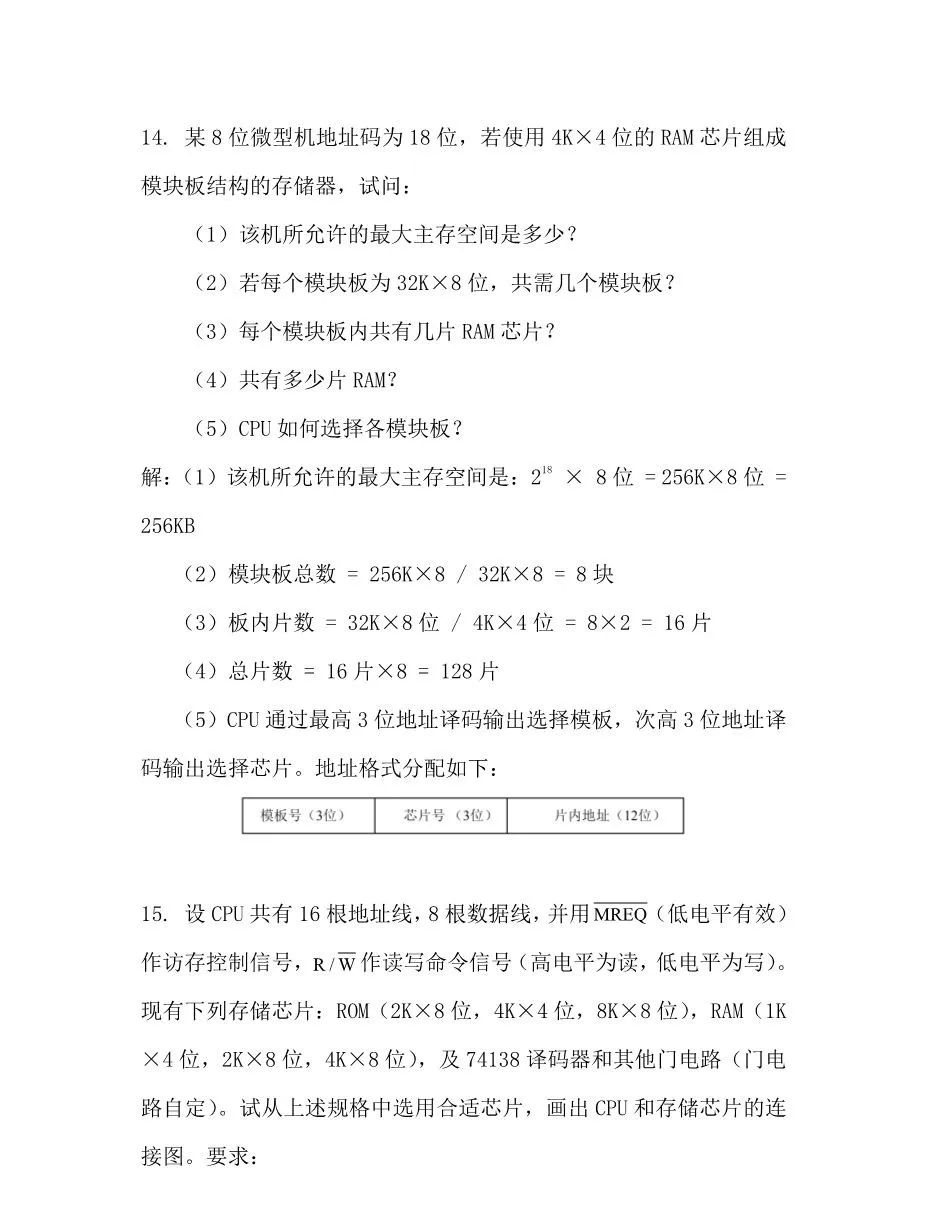 14. 某 8 位微型机地址码为 18 位，若使用 4K×4 位的 RAM 芯片组成
模块板结构的存储器，试问：
（1）该机所允许的最大主存空间是多少？
（2）若每个模块板为 32K×8 位，共需几个模块板？
（3）每个模块板内共有几片 RAM 芯片？
（4）共有多少片 RAM？
（5）CPU 如何选择各模块板？
解：（1）该机所允许的最大主存空间是：2¹⁸ × 8 位 = 256K×8 位 =
256KB
（2）模块板总数 = 256K×8 / 32K×8 = 8 块
（3）板内片数 = 32K×8 位 / 4K×4 位 = 8×2 = 16 片
（4）总片数 = 16 片×8 = 128 片
（5）CPU 通过最高 3 位地址译码输出选择模板，次高 3 位地址译
码输出选择芯片。地址格式分配如下：
模板号（3位） 芯片号 （3位） 片内地址（12位）
15. 设 CPU 共有 16 根地址线，8 根数据线，并用 M̅R̅E̅Q̅（低电平有效）
作访存控制信号，R / W̅ 作读写命令信号（高电平为读，低电平为写）。
现有下列存储芯片：ROM（2K×8 位，4K×4 位，8K×8 位），RAM（1K
×4 位，2K×8 位，4K×8 位），及 74138 译码器和其他门电路（门电
路自定）。试从上述规格中选用合适芯片，画出 CPU 和存储芯片的连
接图。要求：